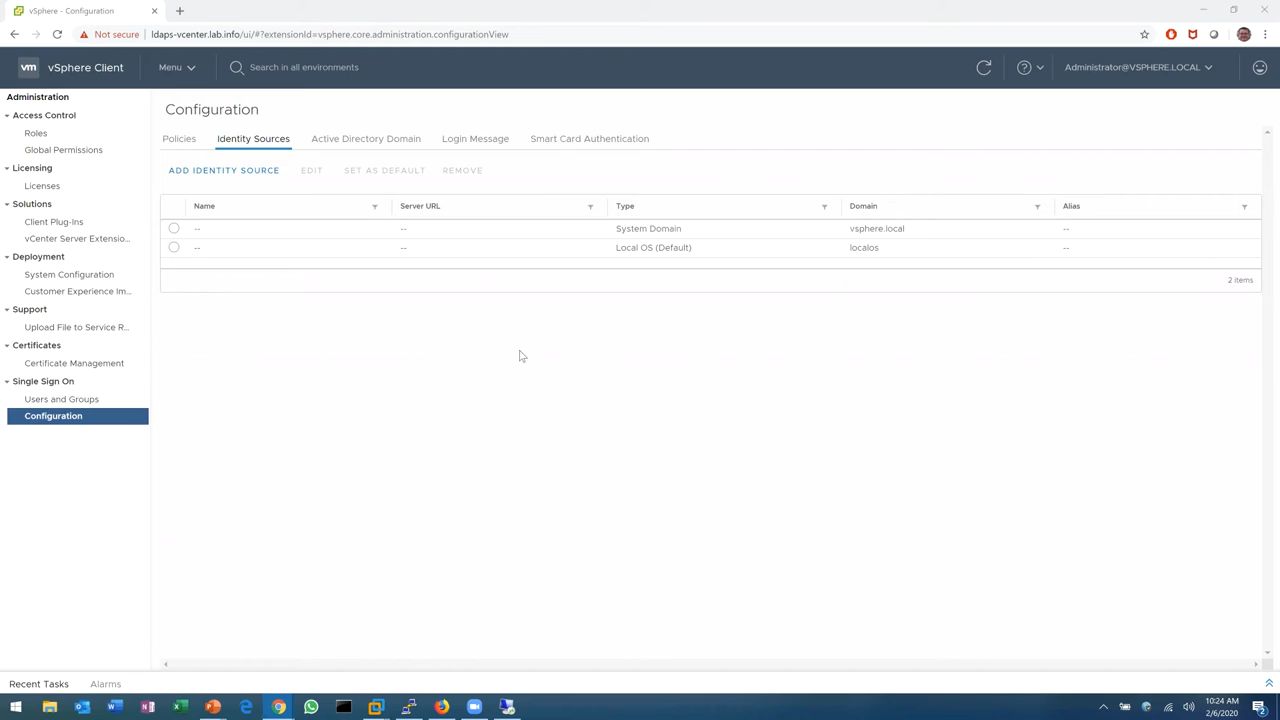 vSphere - Configuration
Not secure
ldaps-vcenter.lab.info/ui/#?extensionId=vsphere.core.administration.configurationView
vm
vSphere Client
Menu
Search in all environments
Administrator@VSPHERE.LOCAL
Administration
Access Control
Roles
Global Permissions
Licensing
Licenses
Solutions
Client Plug-Ins
vCenter Server Extensio...
Deployment
System Configuration
Customer Experience Im...
Support
Upload File to Service R...
Certificates
Certificate Management
Single Sign On
Users and Groups
Configuration
Configuration
Policies
Identity Sources
Active Directory Domain
Login Message
Smart Card Authentication
ADD IDENTITY SOURCE
EDIT
SET AS DEFAULT
REMOVE
Name
Server URL
Type
Domain
Alias
-- -- System Domain vsphere.local --
-- -- Local OS (Default) localos --
2 items
Recent Tasks
Alarms
10:24 AM
2/6/2020
2